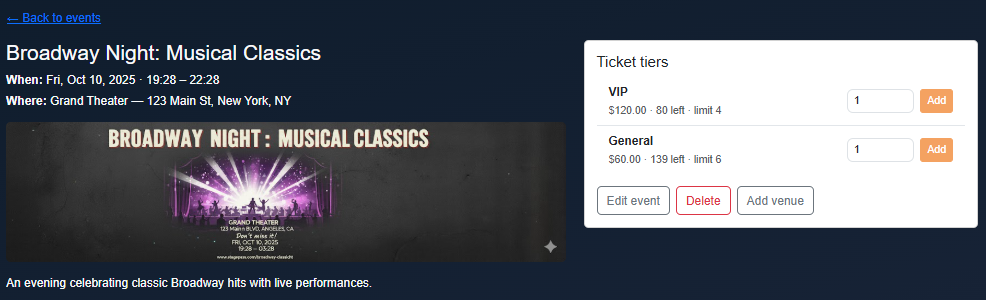 ← Back to events
Broadway Night: Musical Classics
When: Fri, Oct 10, 2025 · 19:28 – 22:28
Where: Grand Theater — 123 Main St, New York, NY
BROADWAY NIGHT : MUSICAL CLASSICS
GRAND THEATER
123 Mainn BLVD, ANGELES, CA
Don't miss it!
FRI, OCT 10, 2025
19:28 – 03:28
www.stagepass.com/broadway-classicht
An evening celebrating classic Broadway hits with live performances.
Ticket tiers
VIP
$120.00 · 80 left · limit 4
1 Add
General
$60.00 · 139 left · limit 6
1 Add
Edit event Delete Add venue